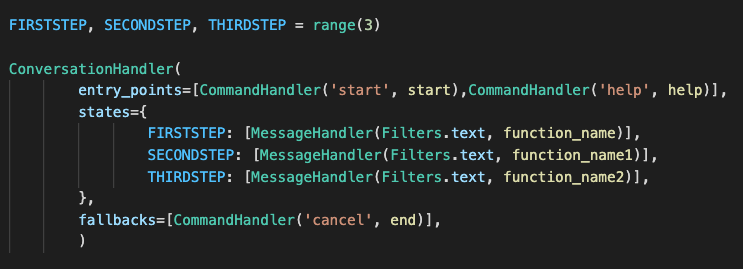 FIRSTSTEP, SECONDSTEP, THIRDSTEP = range(3)
ConversationHandler(
entry_points=[CommandHandler('start', start),CommandHandler('help', help)],
states={
FIRSTSTEP: [MessageHandler(Filters.text, function_name)],
SECONDSTEP: [MessageHandler(Filters.text, function_name1)],
THIRDSTEP: [MessageHandler(Filters.text, function_name2)],
},
fallbacks=[CommandHandler('cancel', end)],
)